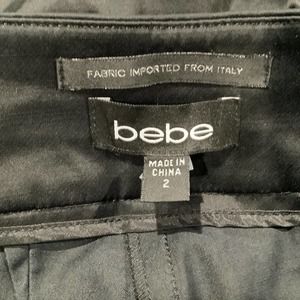 FABRIC IMPORTED FROM ITALY
bebe
MADE IN
CHINA
2